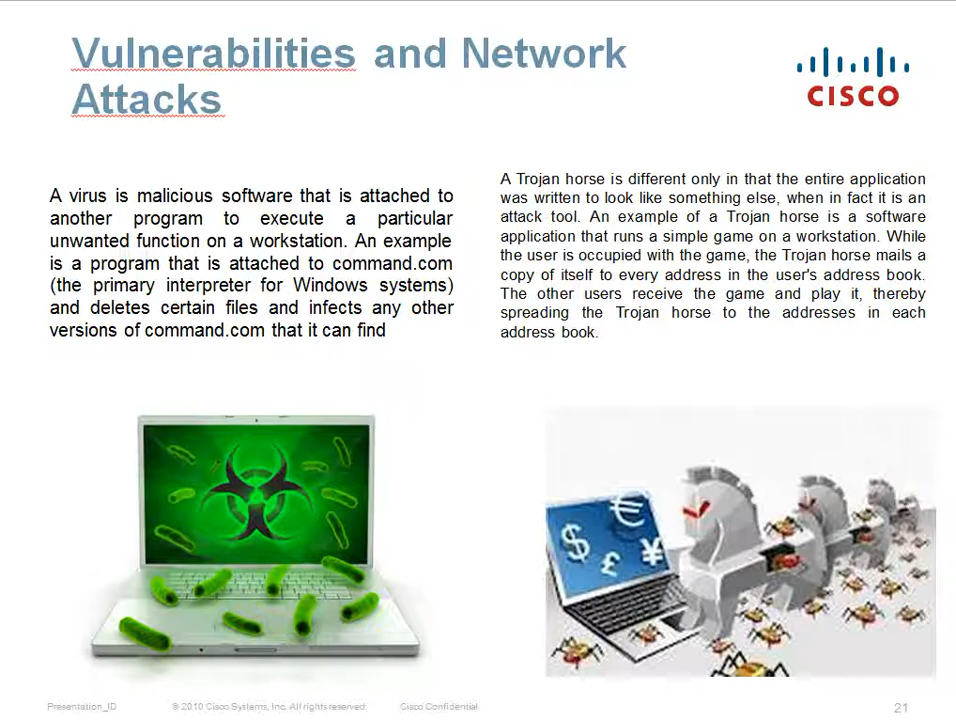 Vulnerabilities and Network
Attacks
CISCO
A virus is malicious software that is attached to
another program to execute a particular
unwanted function on a workstation. An example
is a program that is attached to command.com
(the primary interpreter for Windows systems)
and deletes certain files and infects any other
versions of command.com that it can find
A Trojan horse is different only in that the entire application
was written to look like something else, when in fact it is an
attack tool. An example of a Trojan horse is a software
application that runs a simple game on a workstation. While
the user is occupied with the game, the Trojan horse mails a
copy of itself to every address in the user's address book.
The other users receive the game and play it, thereby
spreading the Trojan horse to the addresses in each
address book.
$ € £ ¥
Presentation_ID © 2010 Cisco Systems, Inc. All rights reserved. Cisco Confidential 21